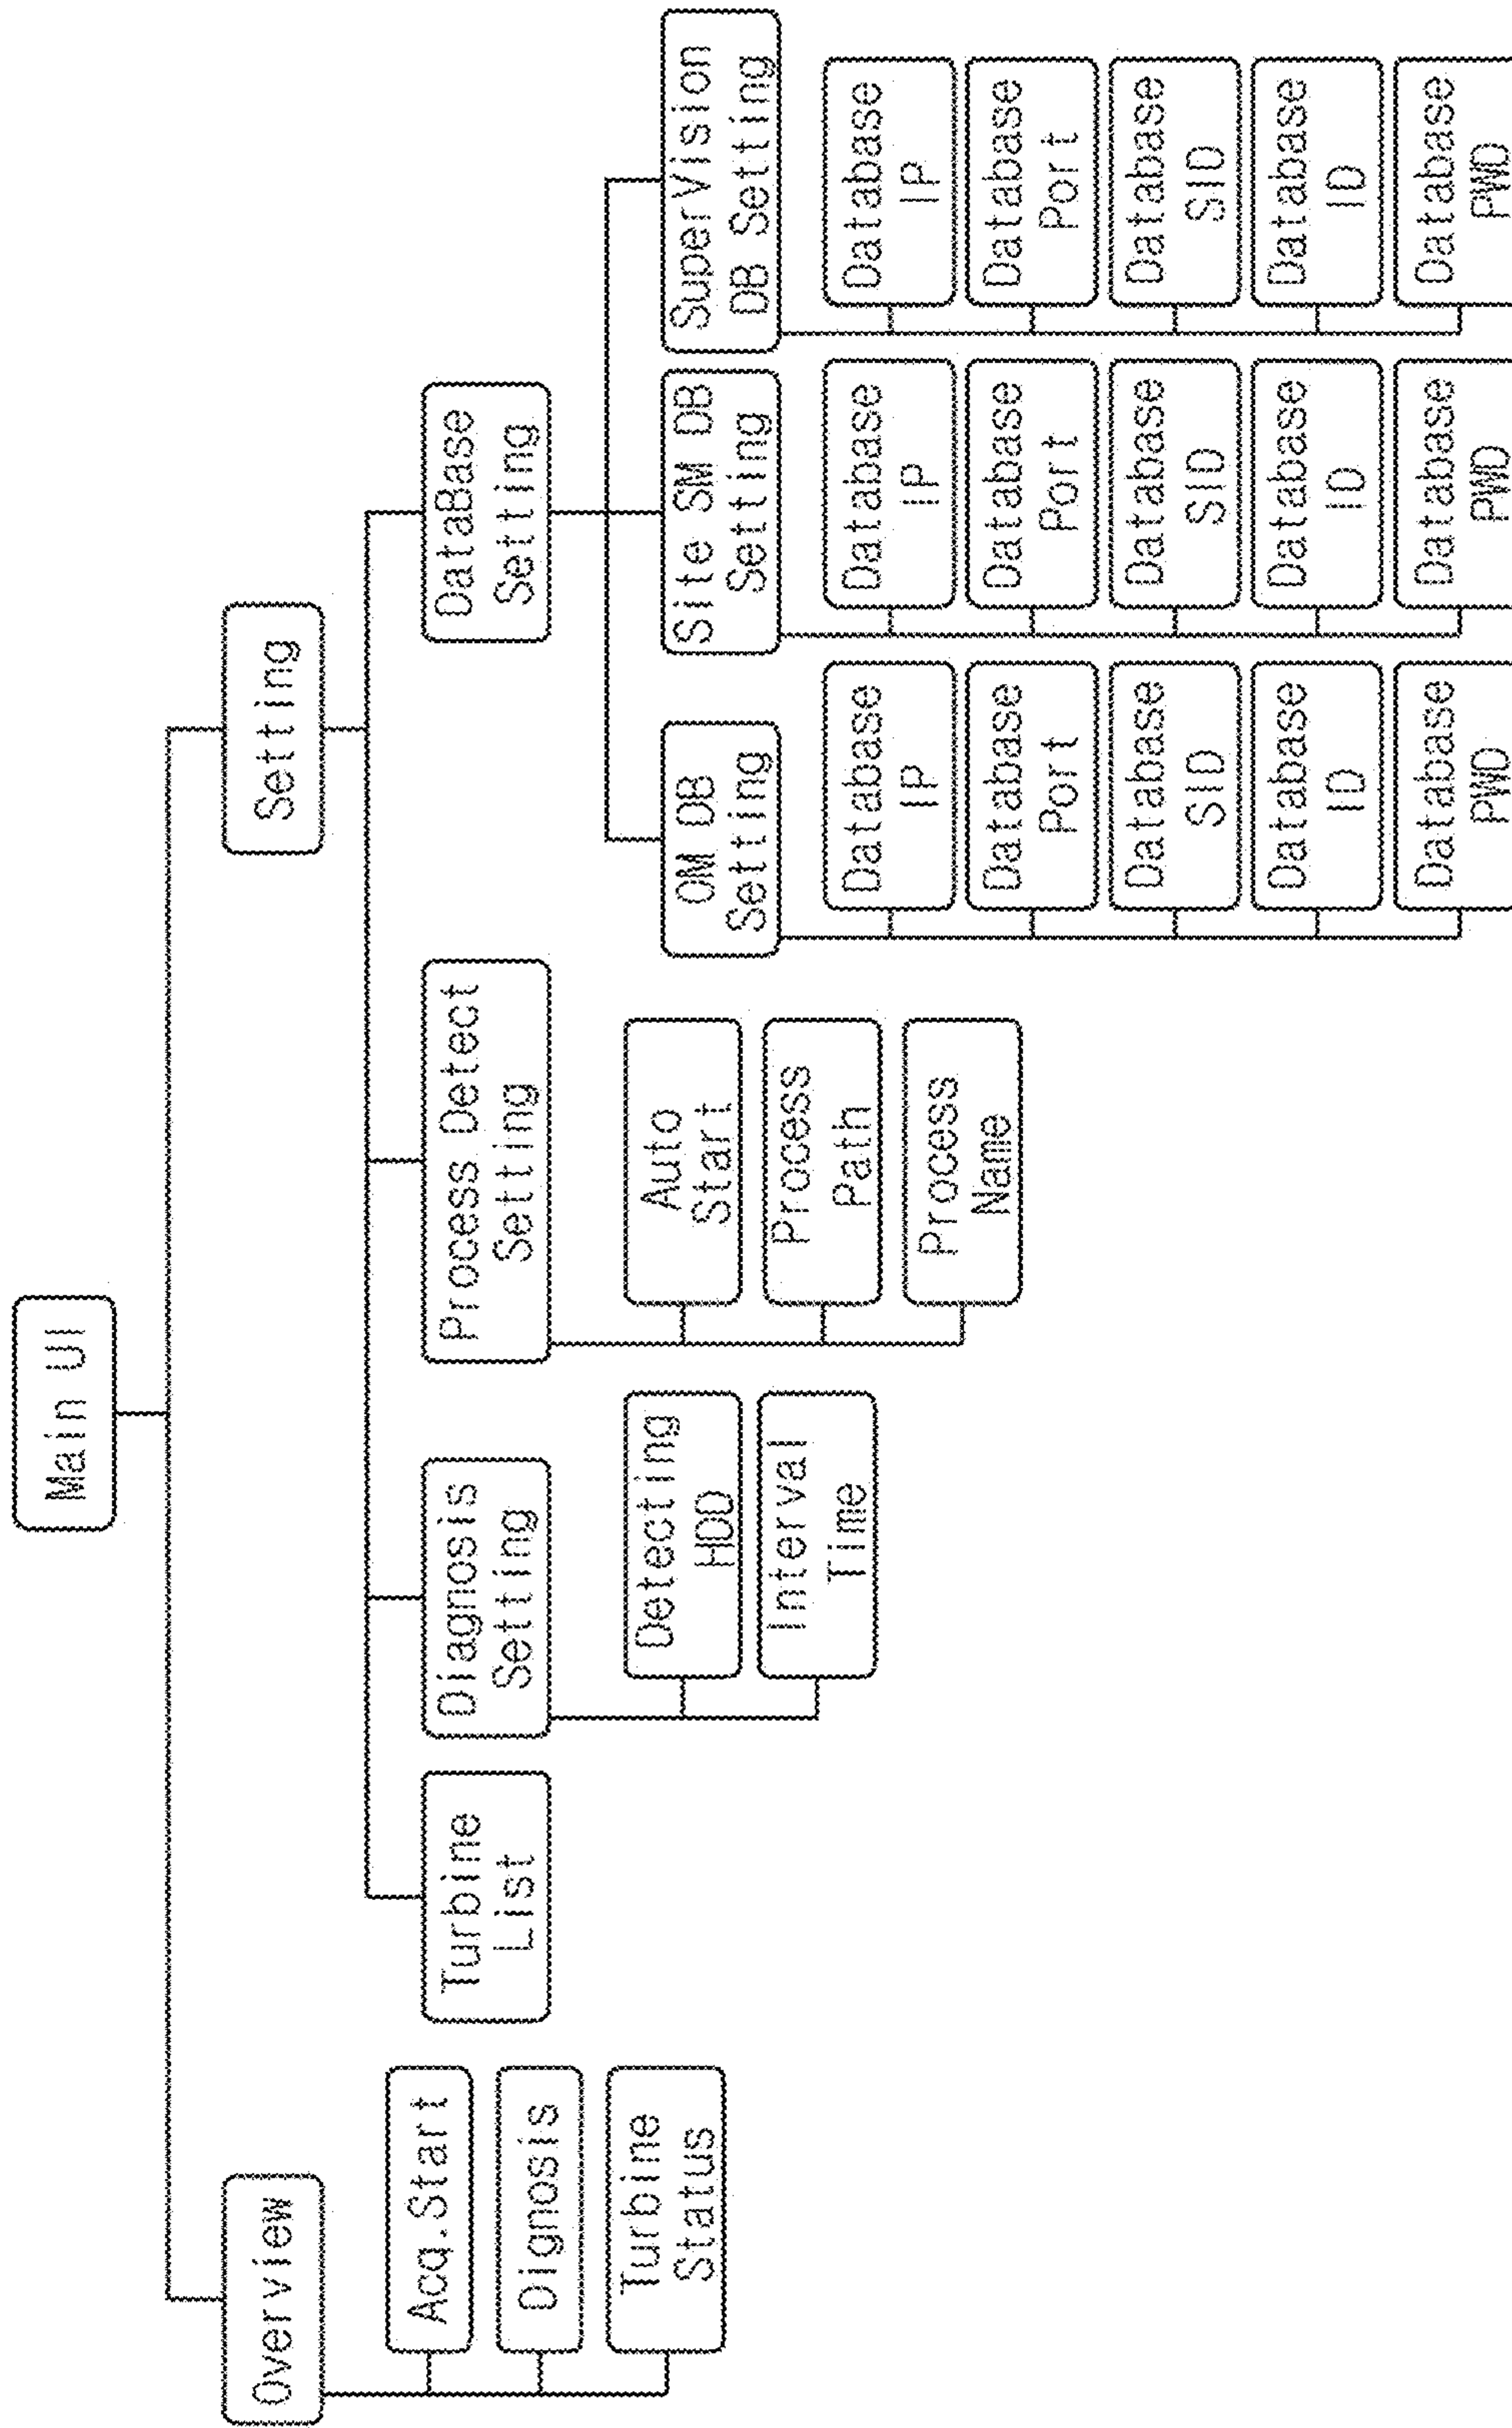 Main UI
Overview
Setting
Acq.Start
Dignosis
Turbine
Status
Turbine
List
Diagnosis
Setting
Detecting
HDD
Interval
Time
Process Detect
Setting
Auto
Start
Process
Path
Process
Name
DataBase
Setting
OM DB
Setting
Database
IP
Database
Port
Database
SID
Database
ID
Database
PWD
Site SM DB
Setting
Database
IP
Database
Port
Database
SID
Database
ID
Database
PWD
SuperVision
DB Setting
Database
IP
Database
Port
Database
SID
Database
ID
Database
PWD